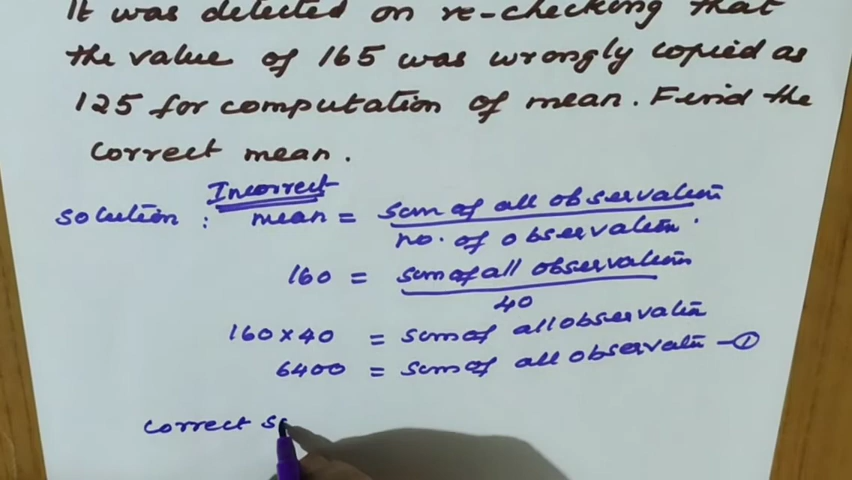 It was detected on re-checking that
the value of 165 was wrongly copied as
125 for computation of mean. Find the
correct mean.
Incorrect
solution : mean = sum of all observation
no. of observation.
160 = sum of all observation
40
160 x 40 = sum of all observation
6400 = sum of all observatn - 1
correct